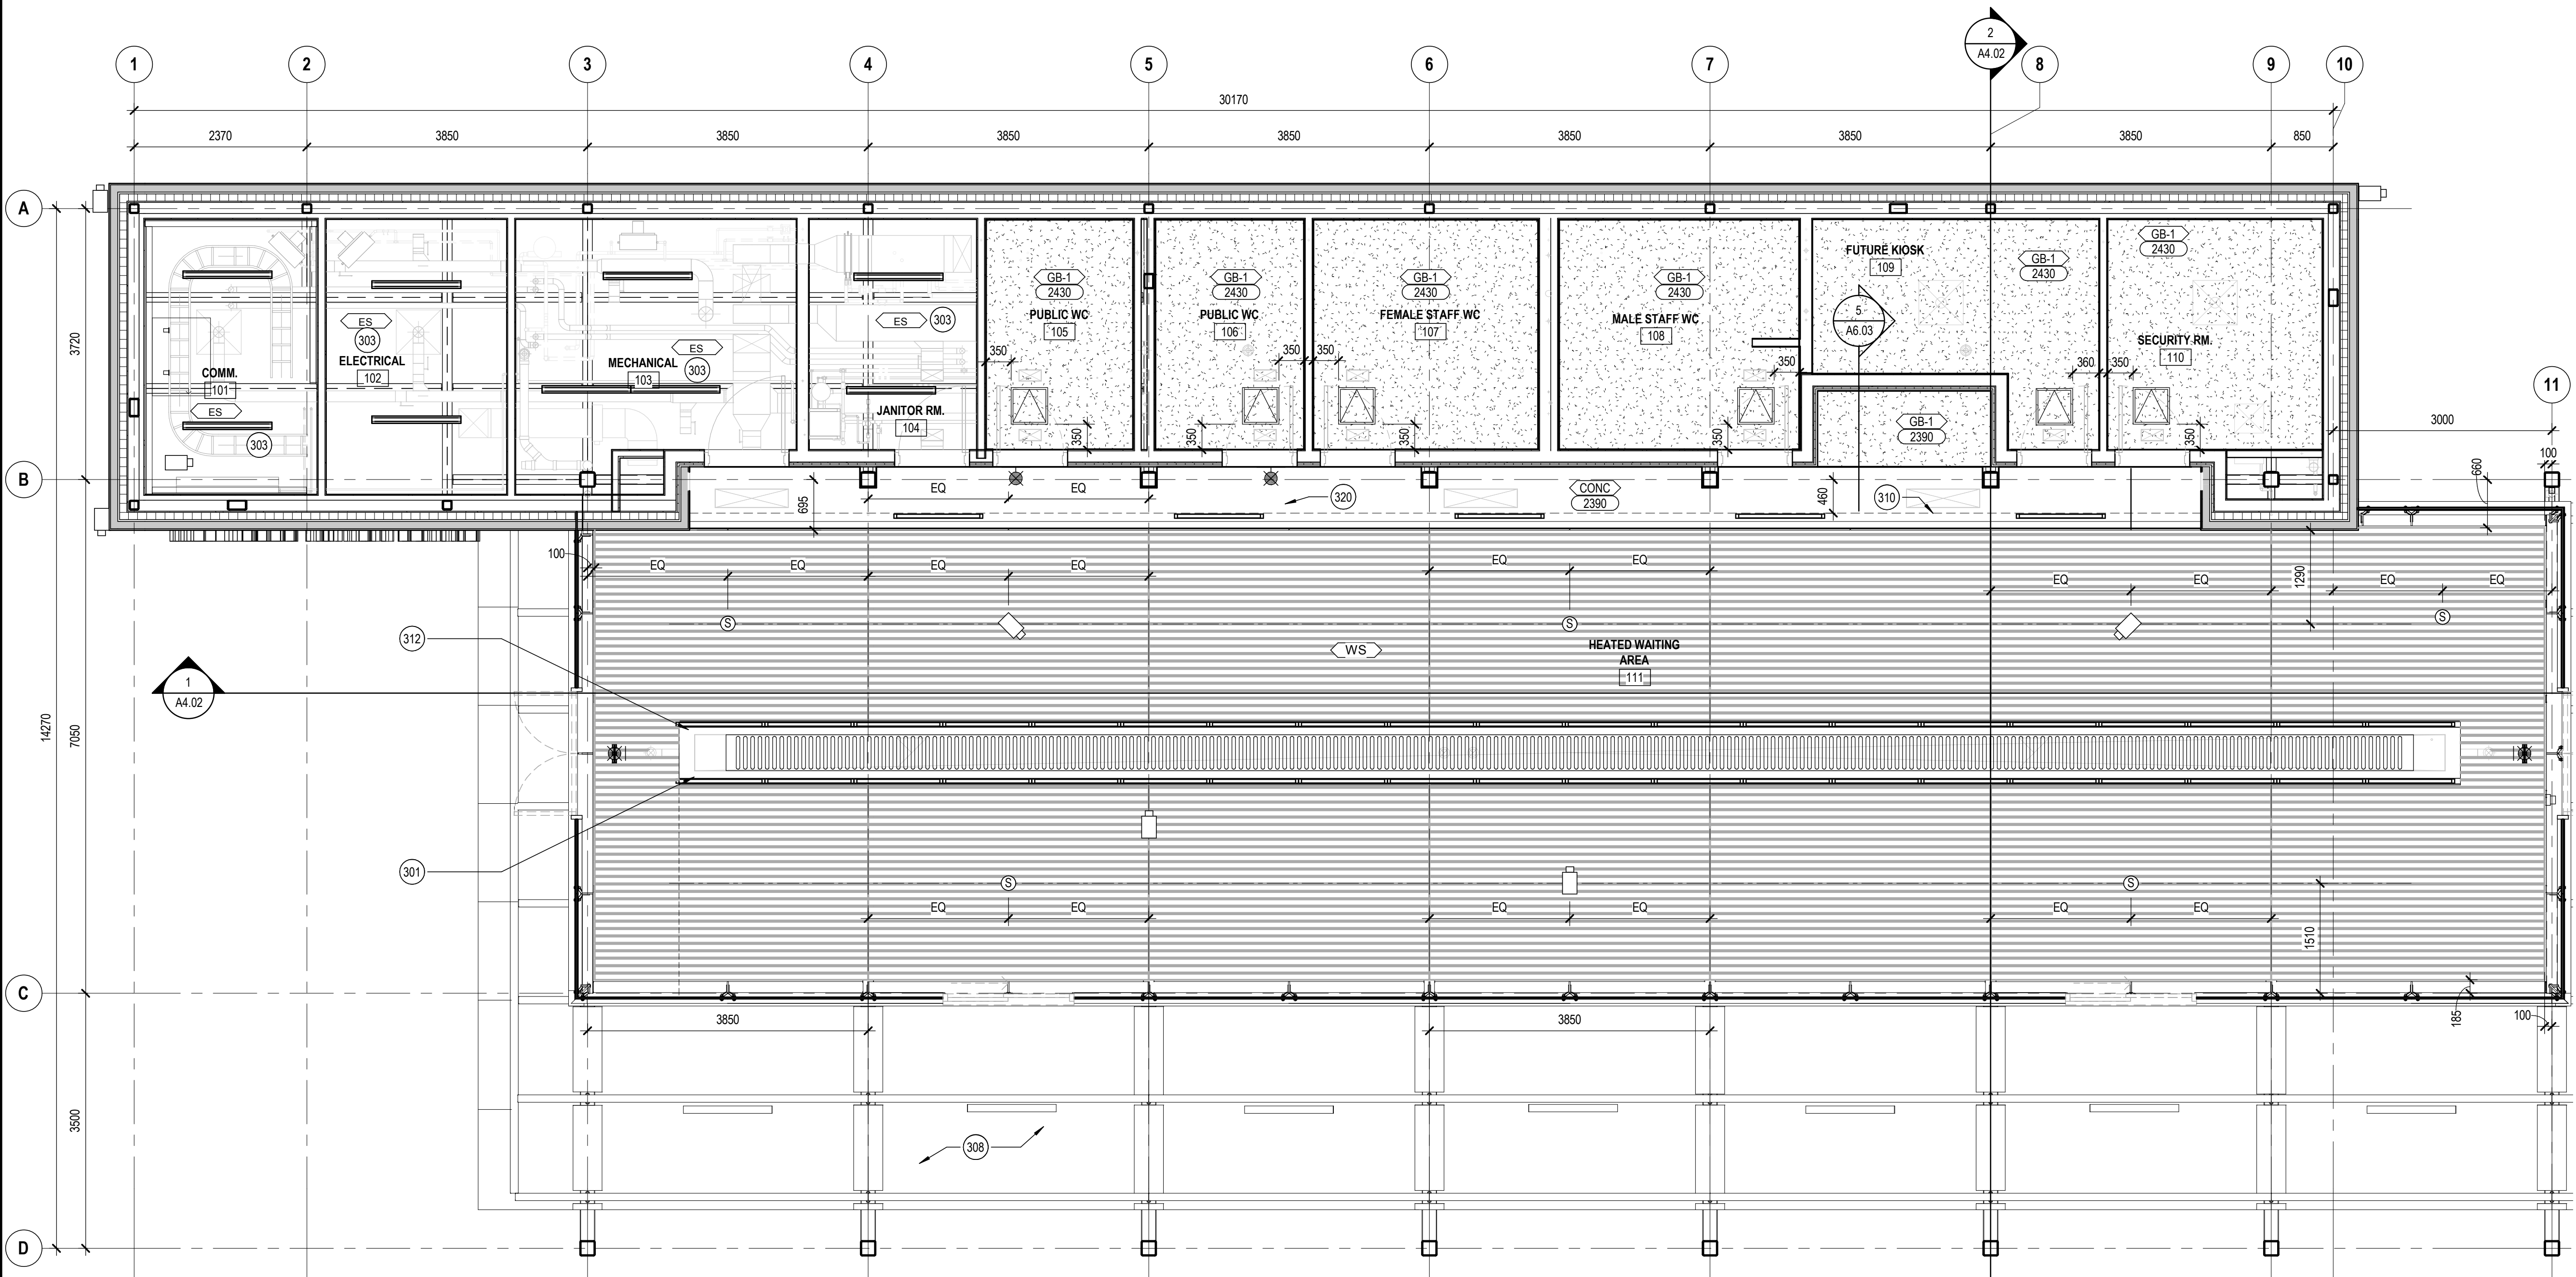 2
A4.02
1
2
3
4
5
6
7
8
9
10
30170
2370
3850
3850
3850
3850
3850
3850
3850
850
A
GB-1
2430
GB-1
2430
GB-1
2430
GB-1
2430
FUTURE KIOSK
109
GB-1
2430
GB-1
2430
5
A6.03
PUBLIC WC
105
PUBLIC WC
106
FEMALE STAFF WC
107
MALE STAFF WC
108
SECURITY RM.
110
ES
303
ES
303
ELECTRICAL
102
ES
303
MECHANICAL
103
COMM.
101
ES
303
JANITOR RM.
104
350
350
350
350
360
350
350
350
350
350
350
3720
GB-1
2390
11
3000
100
660
B
EQ
EQ
695
320
CONC
2390
460
310
100
EQ
EQ
EQ
EQ
EQ
EQ
EQ
EQ
1290
EQ
EQ
S
S
S
312
WS
HEATED WAITING
AREA
111
1
A4.02
14270
7050
301
S
S
EQ
EQ
EQ
EQ
EQ
EQ
1510
C
3850
3850
185
100
3500
308
D